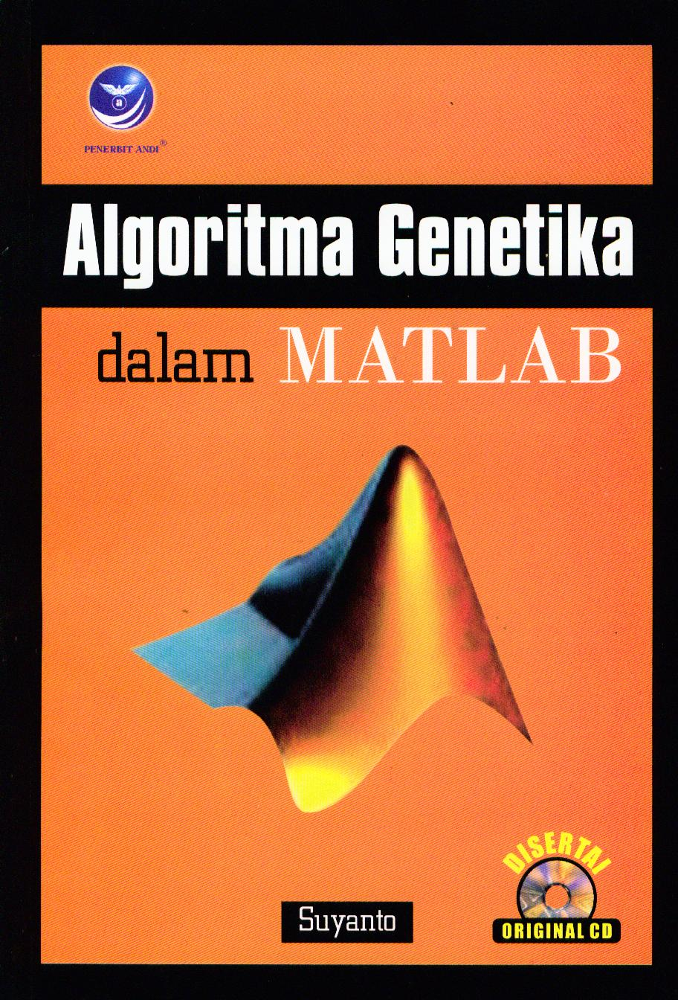 a
PENERBIT ANDI®
Algoritma Genetika
dalam MATLAB
DISERTAI
ORIGINAL CD
Suyanto